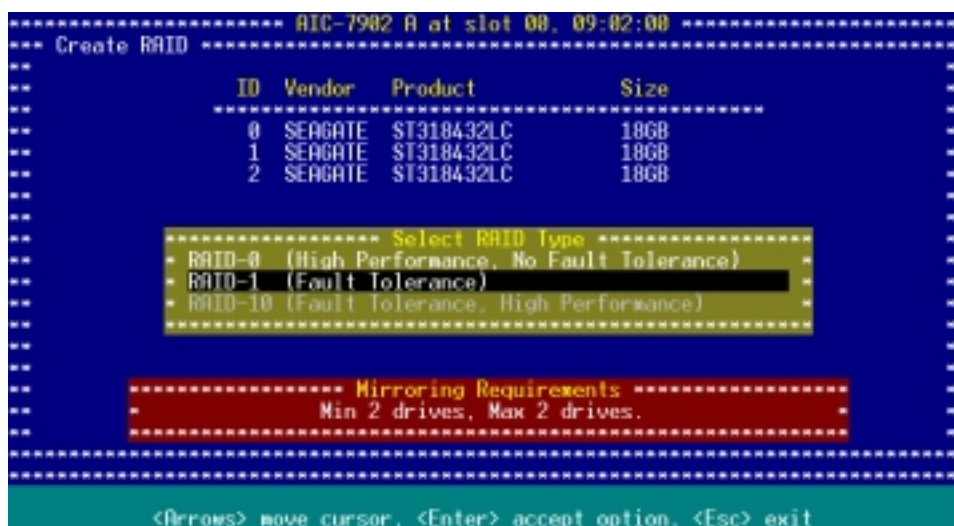 AIC-7902 A at slot 00, 09:02:00
Create RAID
ID Vendor Product Size
0 SEAGATE ST318432LC 18GB
1 SEAGATE ST318432LC 18GB
2 SEAGATE ST318432LC 18GB
Select RAID Type
RAID-0 (High Performance, No Fault Tolerance)
RAID-1 (Fault Tolerance)
RAID-10 (Fault Tolerance, High Performance)
Mirroring Requirements
Min 2 drives, Max 2 drives.
<Arrows> move cursor, <Enter> accept option, <Esc> exit